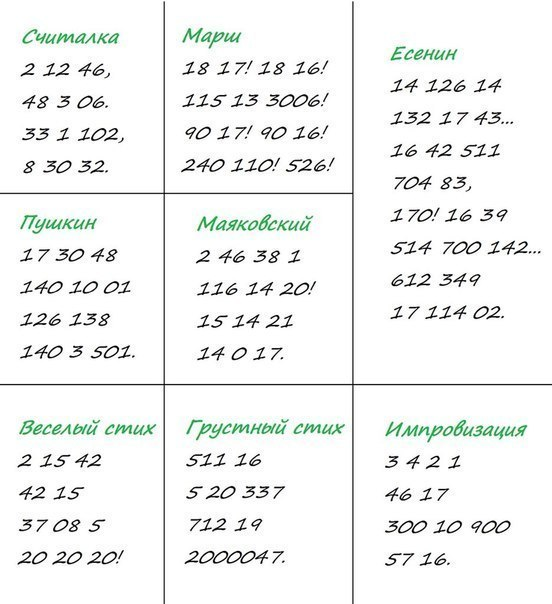 Считалка
2 12 46,
48 3 06.
33 1 102,
8 30 32.
Марш
18 17! 18 16!
115 13 3006!
90 17! 90 16!
240 110! 526!
Есенин
14 126 14
132 17 43...
16 42 511
704 83,
170! 16 39
514 700 142...
612 349
17 114 02.
Пушкин
17 30 48
140 10 01
126 138
140 3 501.
Маяковский
2 46 38 1
116 14 20!
15 14 21
14 0 17.
Веселый стих
2 15 42
42 15
37 08 5
20 20 20!
Грустный стих
511 16
5 20 337
712 19
2000047.
Импровизация
3 4 2 1
46 17
300 10 900
57 16.